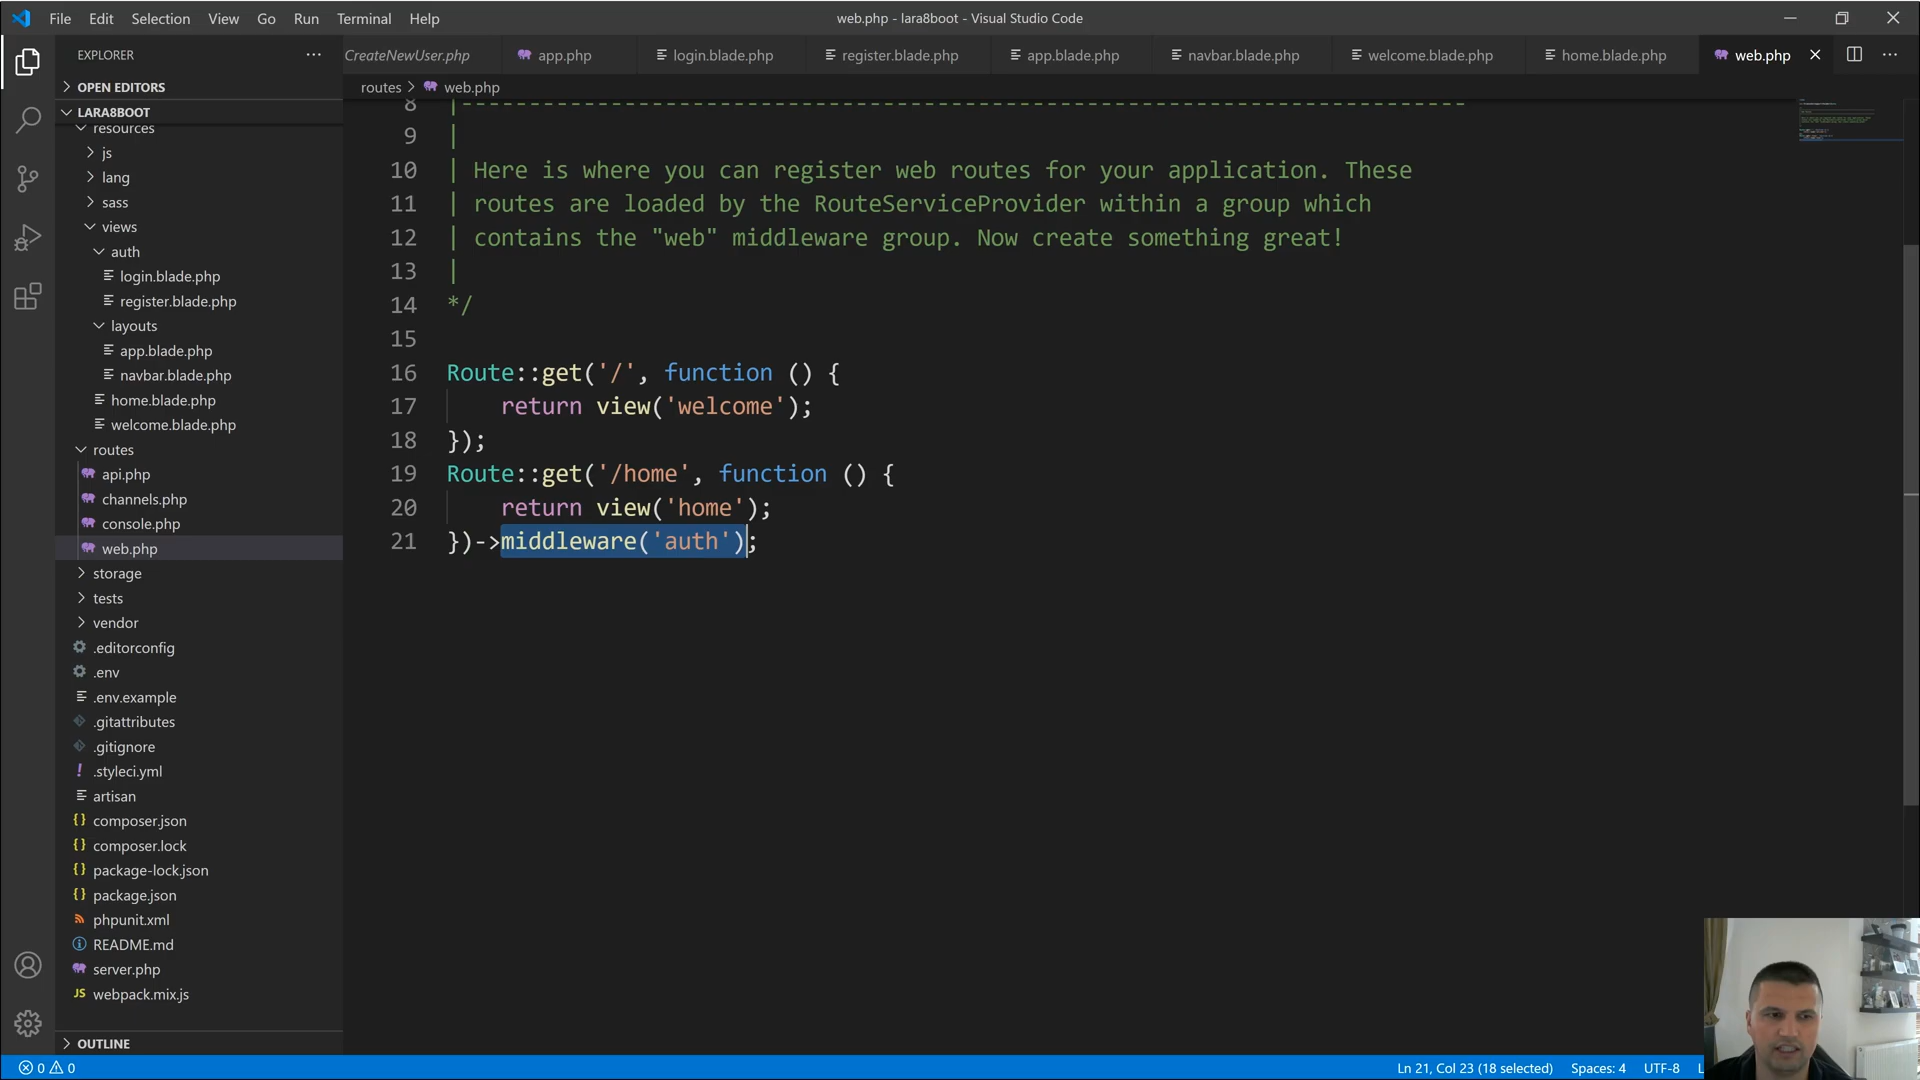 File Edit Selection View Go Run Terminal Help
web.php - lara8boot - Visual Studio Code
EXPLORER
CreateNewUser.php app.php login.blade.php register.blade.php app.blade.php navbar.blade.php welcome.blade.php home.blade.php web.php
OPEN EDITORS
routes > web.php
LARA8BOOT
resources
js
lang
sass
views
auth
login.blade.php
register.blade.php
layouts
app.blade.php
navbar.blade.php
home.blade.php
welcome.blade.php
routes
api.php
channels.php
console.php
web.php
storage
tests
vendor
.editorconfig
.env
.env.example
.gitattributes
.gitignore
.styleci.yml
artisan
composer.json
composer.lock
package-lock.json
package.json
phpunit.xml
README.md
server.php
webpack.mix.js
OUTLINE
8 |--------------------------------------------------------------------------
9 |
10 | Here is where you can register web routes for your application. These
11 | routes are loaded by the RouteServiceProvider within a group which
12 | contains the "web" middleware group. Now create something great!
13 |
14 */
15
16 Route::get('/', function () {
17 return view('welcome');
18 });
19 Route::get('/home', function () {
20 return view('home');
21 })->middleware('auth');
0 0
Ln 21, Col 23 (18 selected) Spaces: 4 UTF-8